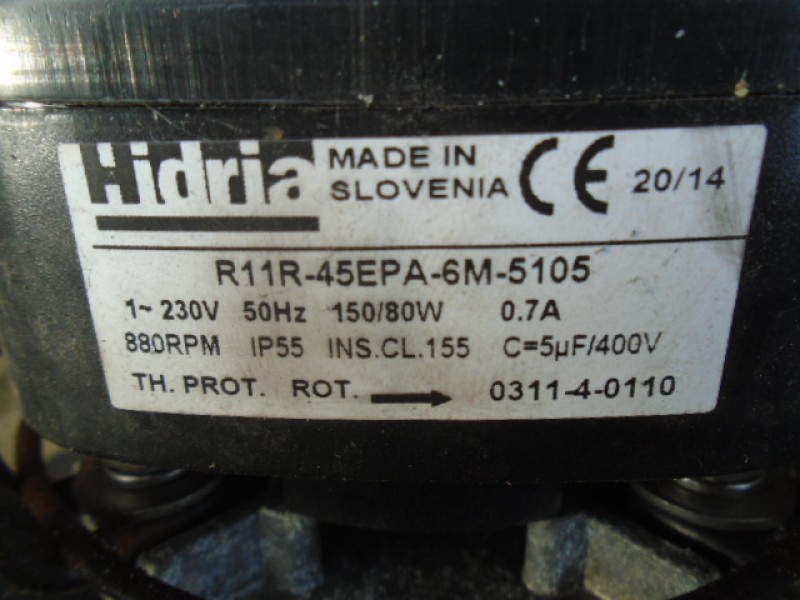 Hidria MADE IN SLOVENIA CE 20/14
R11R-45EPA-6M-5105
1~ 230V 50Hz 150/80W 0.7A
880RPM IP55 INS.CL.155 C=5µF/400V
TH. PROT. ROT. → 0311-4-0110